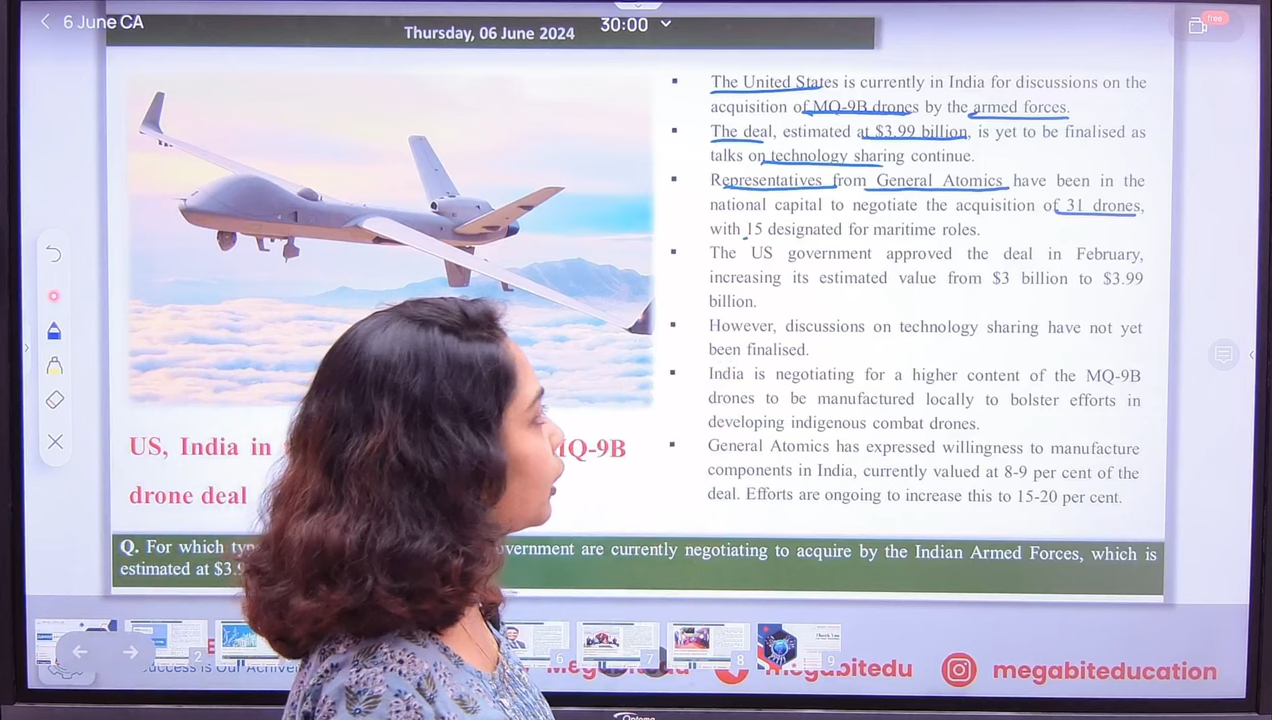 6 June CA
Thursday, 06 June 2024
30:00
free
The United States is currently in India for discussions on the
acquisition of MQ-9B drones by the armed forces.
The deal, estimated at $3.99 billion, is yet to be finalised as
talks on technology sharing continue.
Representatives from General Atomics have been in the
national capital to negotiate the acquisition of 31 drones,
with 15 designated for maritime roles.
The US government approved the deal in February,
increasing its estimated value from $3 billion to $3.99
billion.
However, discussions on technology sharing have not yet
been finalised.
India is negotiating for a higher content of the MQ-9B
drones to be manufactured locally to bolster efforts in
developing indigenous combat drones.
General Atomics has expressed willingness to manufacture
components in India, currently valued at 8-9 per cent of the
deal. Efforts are ongoing to increase this to 15-20 per cent.
US, India in MQ-9B
drone deal
Q. For which government are currently negotiating to acquire by the Indian Armed Forces, which is
estimated at
2 6 7 8 9
megabiteducation
Optoma